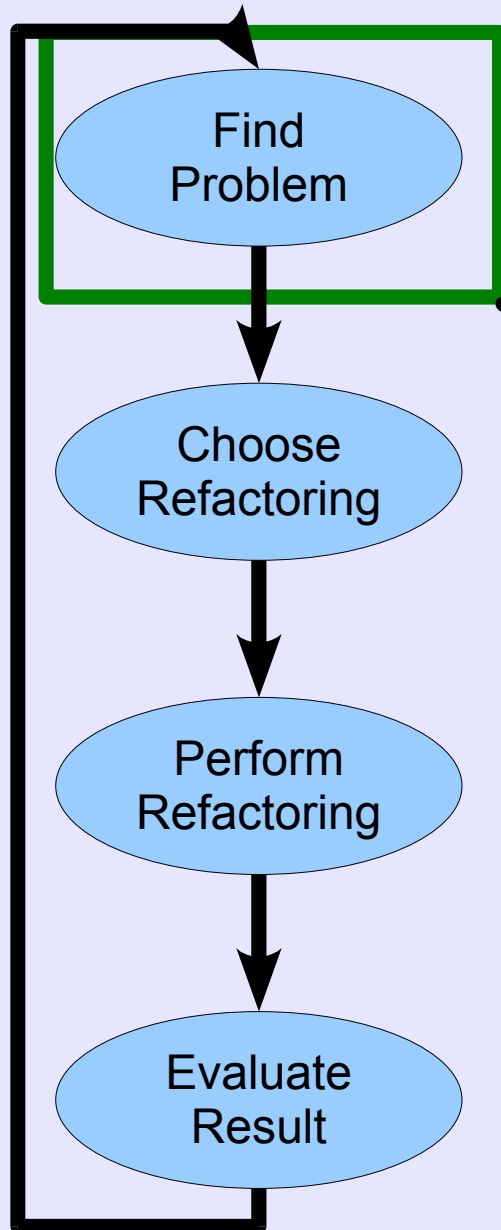 Find
Problem
Choose
Refactoring
Perform
Refactoring
Evaluate
Result